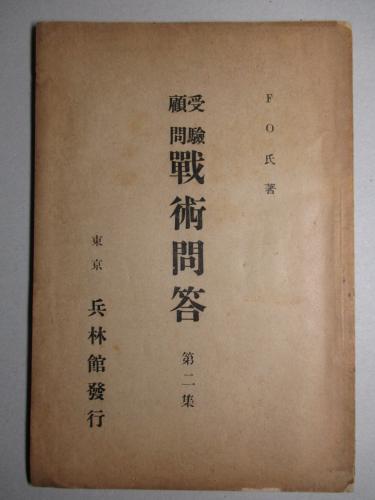 FO氏著
受驗
顧問
戰術問答
第二集
東京
兵林館發行